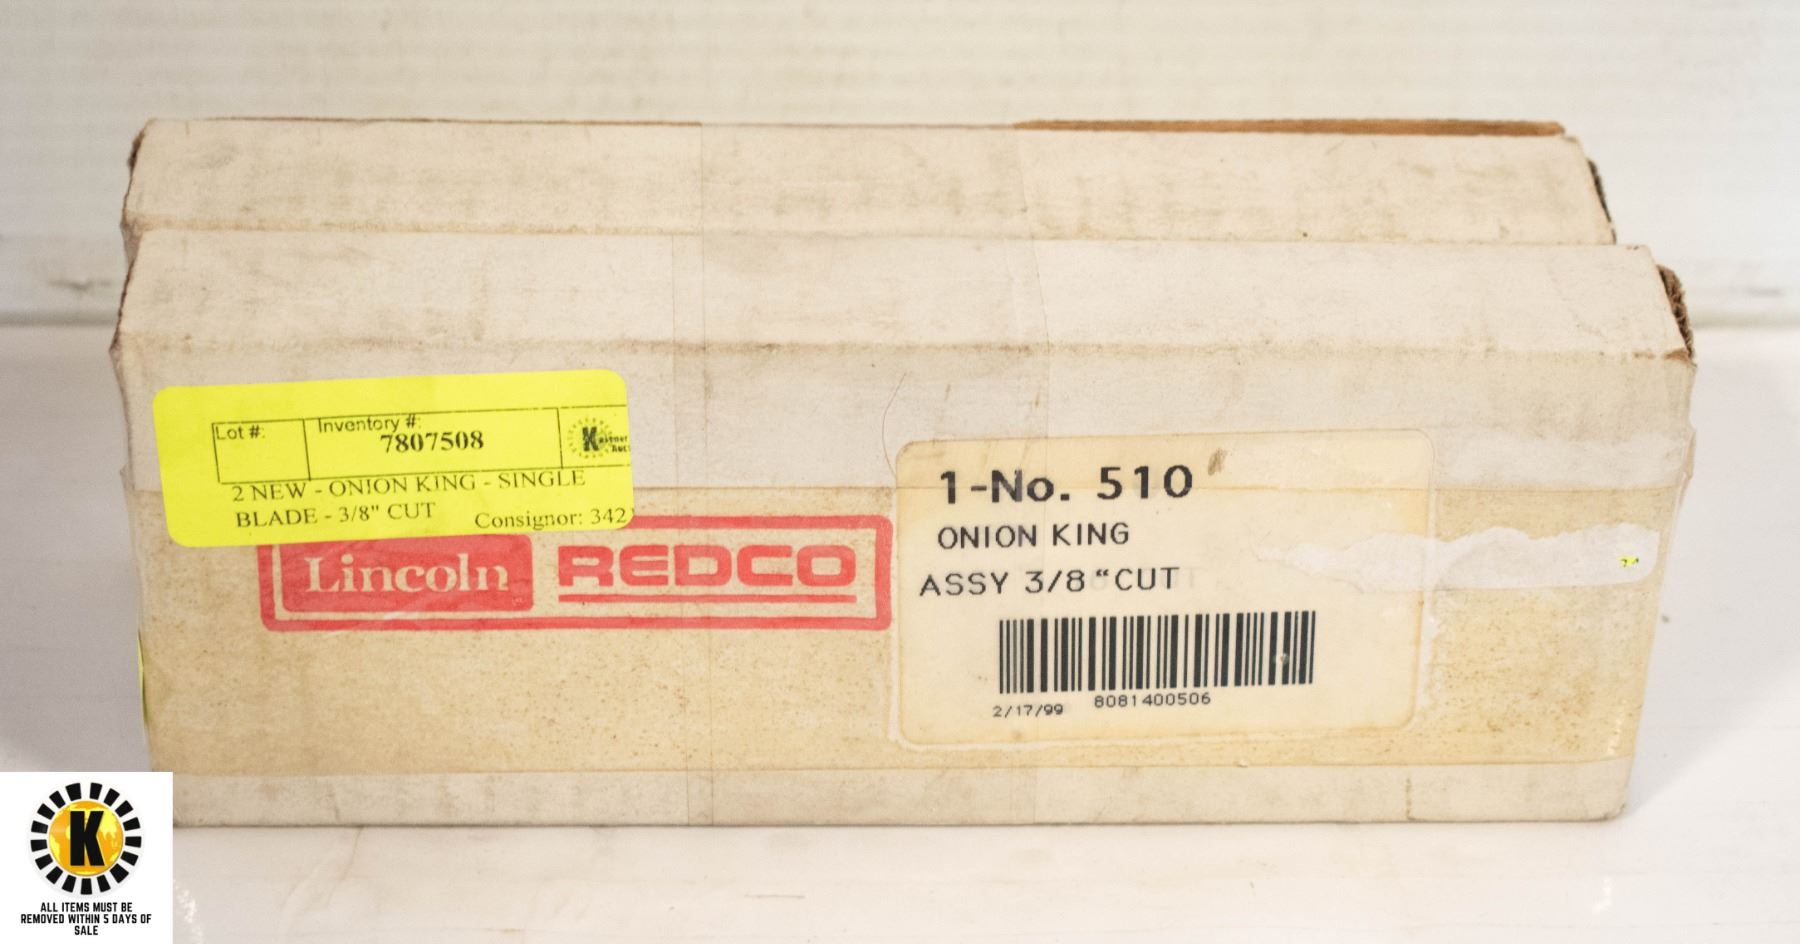 Lot #:
Inventory #:
7807508
K
2 NEW - ONION KING - SINGLE
BLADE - 3/8" CUT
Consignor: 342
Lincoln
REDCO
1-No. 510
ONION KING
ASSY 3/8 “CUT
2/17/99
8081400506
K
ALL ITEMS MUST BE
REMOVED WITHIN 5 DAYS OF
SALE